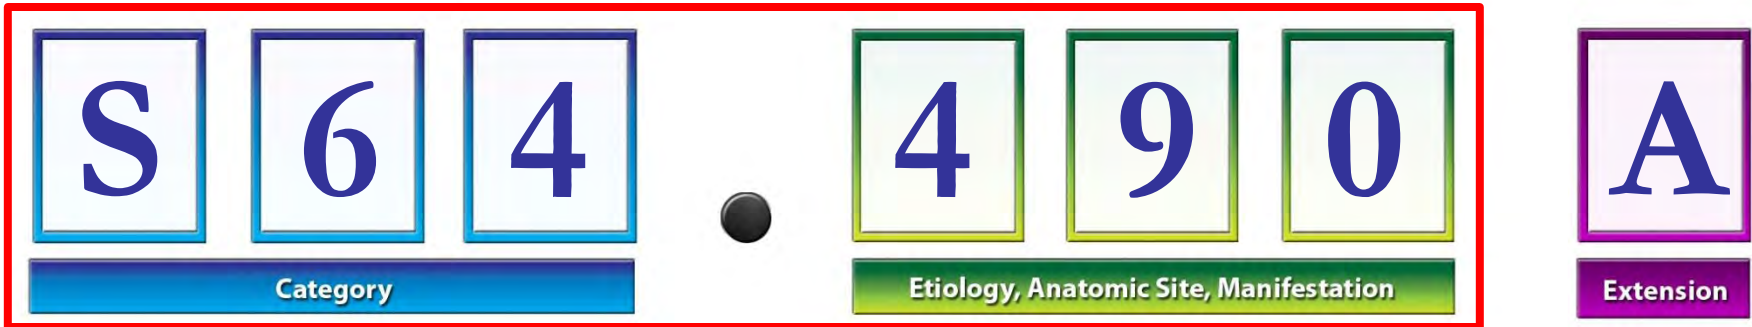 S 6 4 . 4 9 0 A
Category Etiology, Anatomic Site, Manifestation Extension